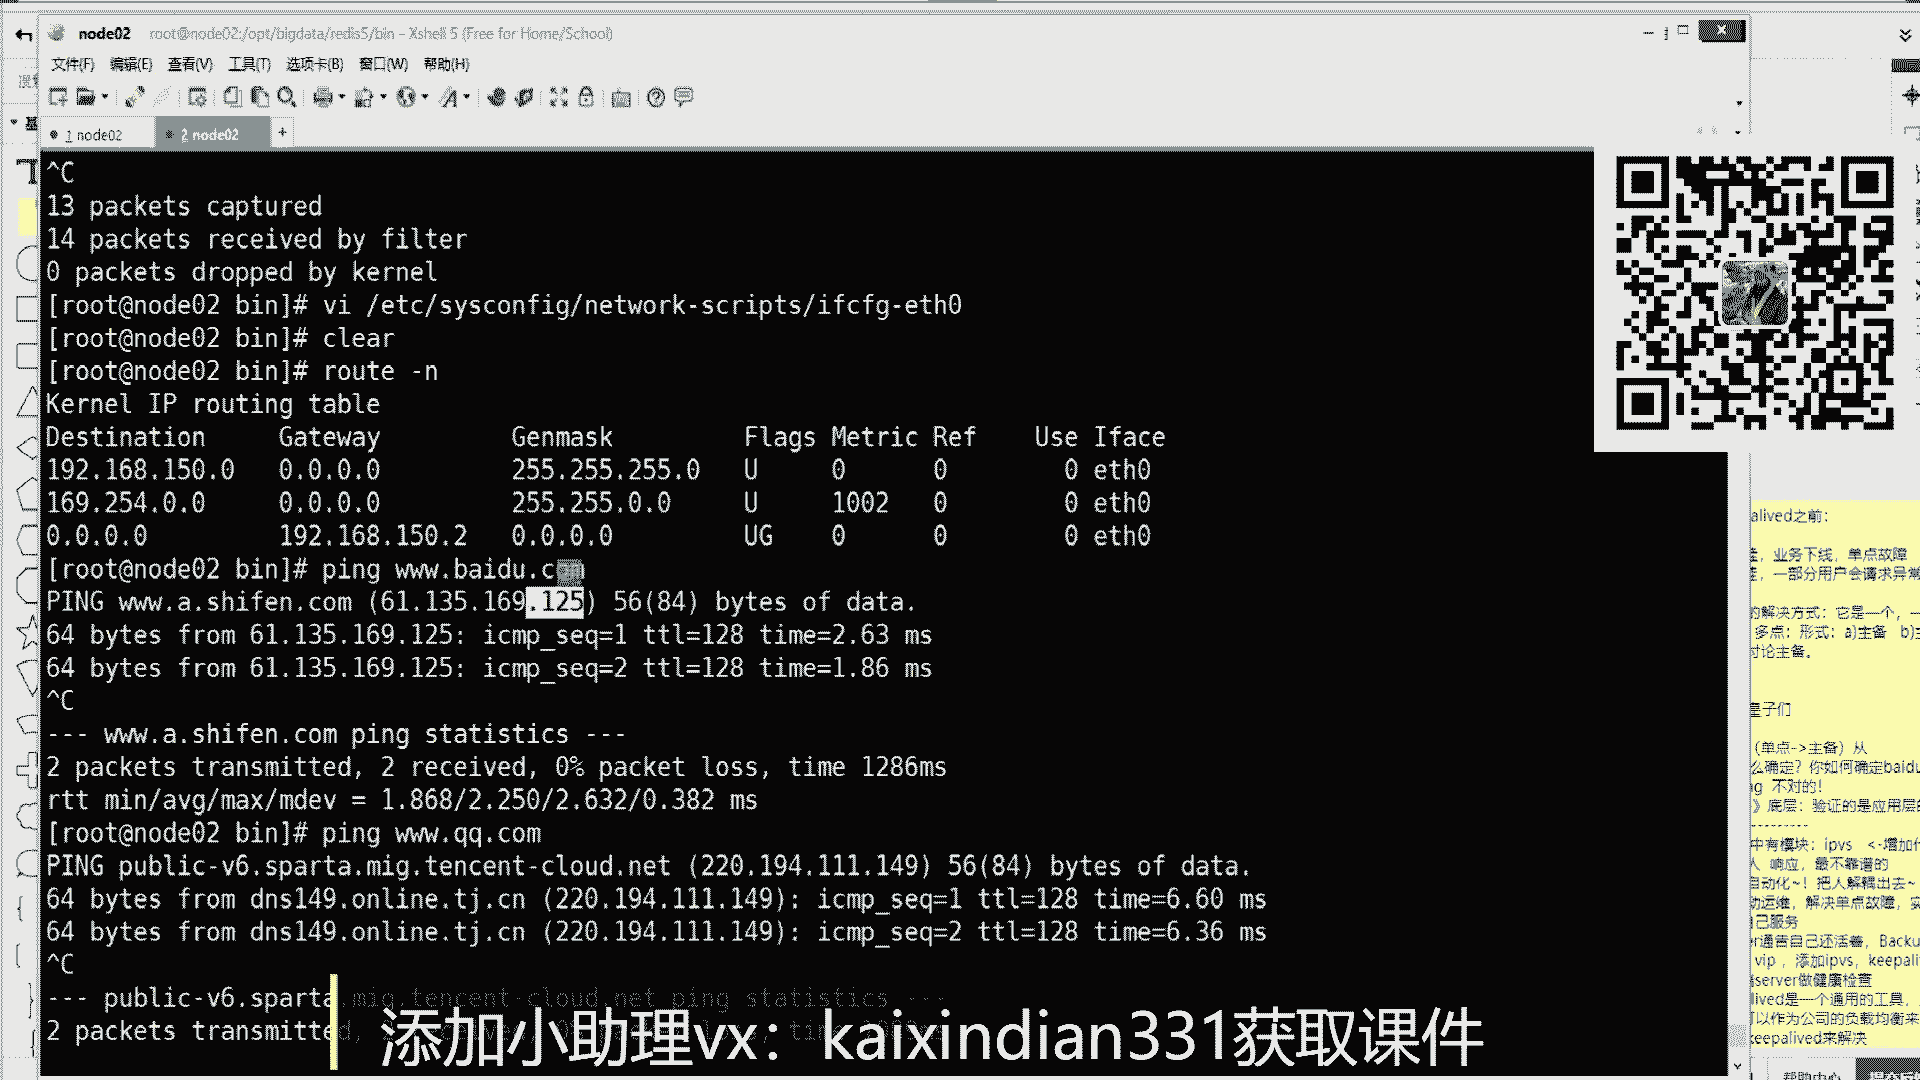 node02 root@node02:/opt/bigdata/redis5/bin - Xshell 5 (Free for Home/School)
文件(F) 编辑(E) 查看(V) 工具(T) 选项卡(B) 窗口(W) 帮助(H)
1 node02 2 node02 +
^C
13 packets captured
14 packets received by filter
0 packets dropped by kernel
[root@node02 bin]# vi /etc/sysconfig/network-scripts/ifcfg-eth0
[root@node02 bin]# clear
[root@node02 bin]# route -n
Kernel IP routing table
Destination Gateway Genmask Flags Metric Ref Use Iface
192.168.150.0 0.0.0.0 255.255.255.0 U 0 0 0 eth0
169.254.0.0 0.0.0.0 255.255.0.0 U 1002 0 0 eth0
0.0.0.0 192.168.150.2 0.0.0.0 UG 0 0 0 eth0
[root@node02 bin]# ping www.baidu.com
PING www.a.shifen.com (61.135.169.125) 56(84) bytes of data.
64 bytes from 61.135.169.125: icmp_seq=1 ttl=128 time=2.63 ms
64 bytes from 61.135.169.125: icmp_seq=2 ttl=128 time=1.86 ms
^C
--- www.a.shifen.com ping statistics ---
2 packets transmitted, 2 received, 0% packet loss, time 1286ms
rtt min/avg/max/mdev = 1.868/2.250/2.632/0.382 ms
[root@node02 bin]# ping www.qq.com
PING public-v6.sparta.mig.tencent-cloud.net (220.194.111.149) 56(84) bytes of data.
64 bytes from dns149.online.tj.cn (220.194.111.149): icmp_seq=1 ttl=128 time=6.60 ms
64 bytes from dns149.online.tj.cn (220.194.111.149): icmp_seq=2 ttl=128 time=6.36 ms
^C
--- public-v6.sparta.mig.tencent-cloud.net ping statistics ---
2 packets transmitted,
添加小助理vx：kaixindian331获取课件
alived之前：
，业务下线，单点故障
，一部分用户会请求异常
的解决方式：它是一个，一
多点：形式：a)主备 b)主
讨论主备。
皇子们
（单点->主备）从
么确定？你如何确定baidu
ng 不对的！
》底层：验证的是应用层的
中有模块：ipvs <-增加代
人 响应，最不靠谱的
自动化~！把人解耦出去~
动运维，解决单点故障，实
己服务
er通告自己还活着，Backu
vip，添加ipvs，keepalive
server做健康检查
alived是一个通用的工具，
可以作为公司的负载均衡来
keepalived来解决
帮助中心